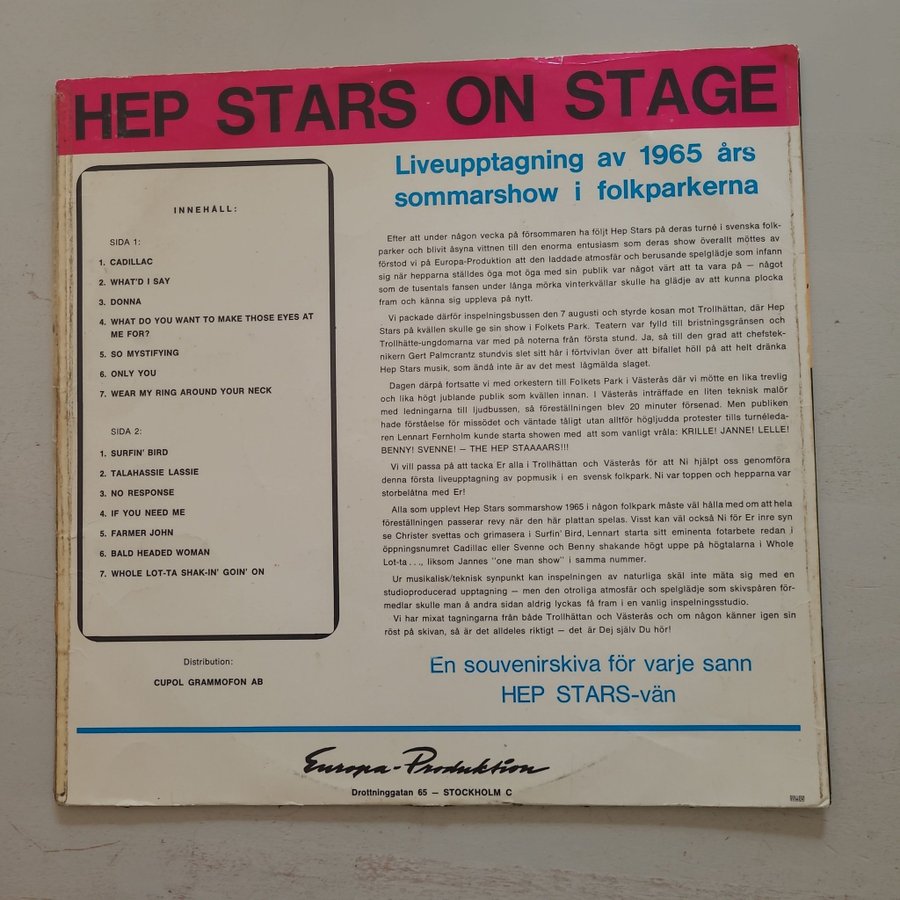 HEP STARS ON STAGE
INNEHÅLL:
SIDA 1:
1. CADILLAC
2. WHAT'D I SAY
3. DONNA
4. WHAT DO YOU WANT TO MAKE THOSE EYES AT
ME FOR?
5. SO MYSTIFYING
6. ONLY YOU
7. WEAR MY RING AROUND YOUR NECK
SIDA 2:
1. SURFIN' BIRD
2. TALAHASSIE LASSIE
3. NO RESPONSE
4. IF YOU NEED ME
5. FARMER JOHN
6. BALD HEADED WOMAN
7. WHOLE LOT-TA SHAK-IN' GOIN' ON
Distribution:
CUPOL GRAMMOFON AB
Liveupptagning av 1965 års
sommarshow i folkparkerna
Efter att under någon vecka på försommaren ha följt Hep Stars på deras turné i svenska folk-
parker och blivit åsyna vittnen till den enorma entusiasm som deras show överallt möttes av
förstod vi på Europa-Produktion att den laddade atmosfär och berusande spelglädje som infann
sig när hepparna ställdes öga mot öga med sin publik var något värt att ta vara på — något
som de tusentals fansen under långa mörka vinterkvällar skulle ha glädje av att kunna plocka
fram och känna sig uppleva på nytt.
Vi packade därför inspelningsbussen den 7 augusti och styrde kosan mot Trollhättan, där Hep
Stars på kvällen skulle ge sin show i Folkets Park. Teatern var fylld till bristningsgränsen och
Trollhätte-ungdomarna var med på noterna från första stund. Ja, så till den grad att chefstek-
nikern Gert Palmcrantz stundvis slet sitt hår i förtvivlan över att bifallet höll på att helt dränka
Hep Stars musik, som ändå inte är av det mest lågmälda slaget.
Dagen därpå fortsatte vi med orkestern till Folkets Park i Västerås där vi mötte en lika trevlig
och lika högt jublande publik som kvällen innan. I Västerås inträffade en liten teknisk malör
med ledningarna till ljudbussen, så föreställningen blev 20 minuter försenad. Men publiken
hade förståelse för missödet och väntade tåligt utan alltför högljudda protester tills turnéleda-
ren Lennart Fernholm kunde starta showen med att som vanligt vråla: KRILLE! JANNE! LELLE!
BENNY! SVENNE! — THE HEP STAAAARS!!!
Vi vill passa på att tacka Er alla i Trollhättan och Västerås för att Ni hjälpt oss genomföra
denna första liveupptagning av popmusik i en svensk folkpark. Ni var toppen och hepparna var
storbelåtna med Er!
Alla som upplevt Hep Stars sommarshow 1965 i någon folkpark måste väl hålla med om att hela
föreställningen passerar revy när den här plattan spelas. Visst kan väl också Ni för Er inre syn
se Christer svettas och grimasera i Surfin' Bird, Lennart starta sitt eminenta fotarbete redan i
öppningsnumret Cadillac eller Svenne och Benny shakande högt uppe på högtalarna i Whole
Lot-ta..., liksom Jannes "one man show" i samma nummer.
Ur musikalisk/teknisk synpunkt kan inspelningen av naturliga skäl inte mäta sig med en
studioproducerad upptagning — men den otroliga atmosfär och spelglädje som skivspåren för-
medlar skulle man å andra sidan aldrig lyckas få fram i en vanlig inspelningsstudio.
Vi har mixat tagningarna från både Trollhättan och Västerås och om någon känner igen sin
röst på skivan, så är det alldeles riktigt — det är Dej själv Du hör!
En souvenirskiva för varje sann
HEP STARS-vän
Europa-Produktion
Drottninggatan 65 — STOCKHOLM C